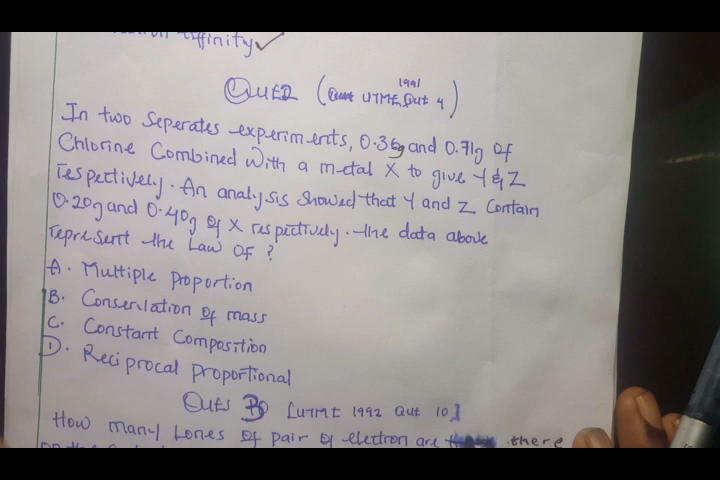 tiffinity
Ques 2 ( UTME Que 4)
1991
In two seperates experiments, 0.36g and 0.71g of
Chlorine Combined with a metal X to give Y & Z
respectively. An analysis showed that Y and Z Contain
0.20g and 0.40g of X respectively. the data above
represent the Law of ?
A. Multiple proportion
B. Conservation of mass
C. Constant Composition
D. Reciprocal proportional
Ques 3 [UTME 1992 Que 10]
How many Lones of pair of electron are there